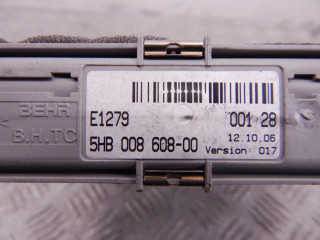 BEHR
B.H.TC
E1279 001 28
12.10.06
5HB 008 608-00 Version: 017